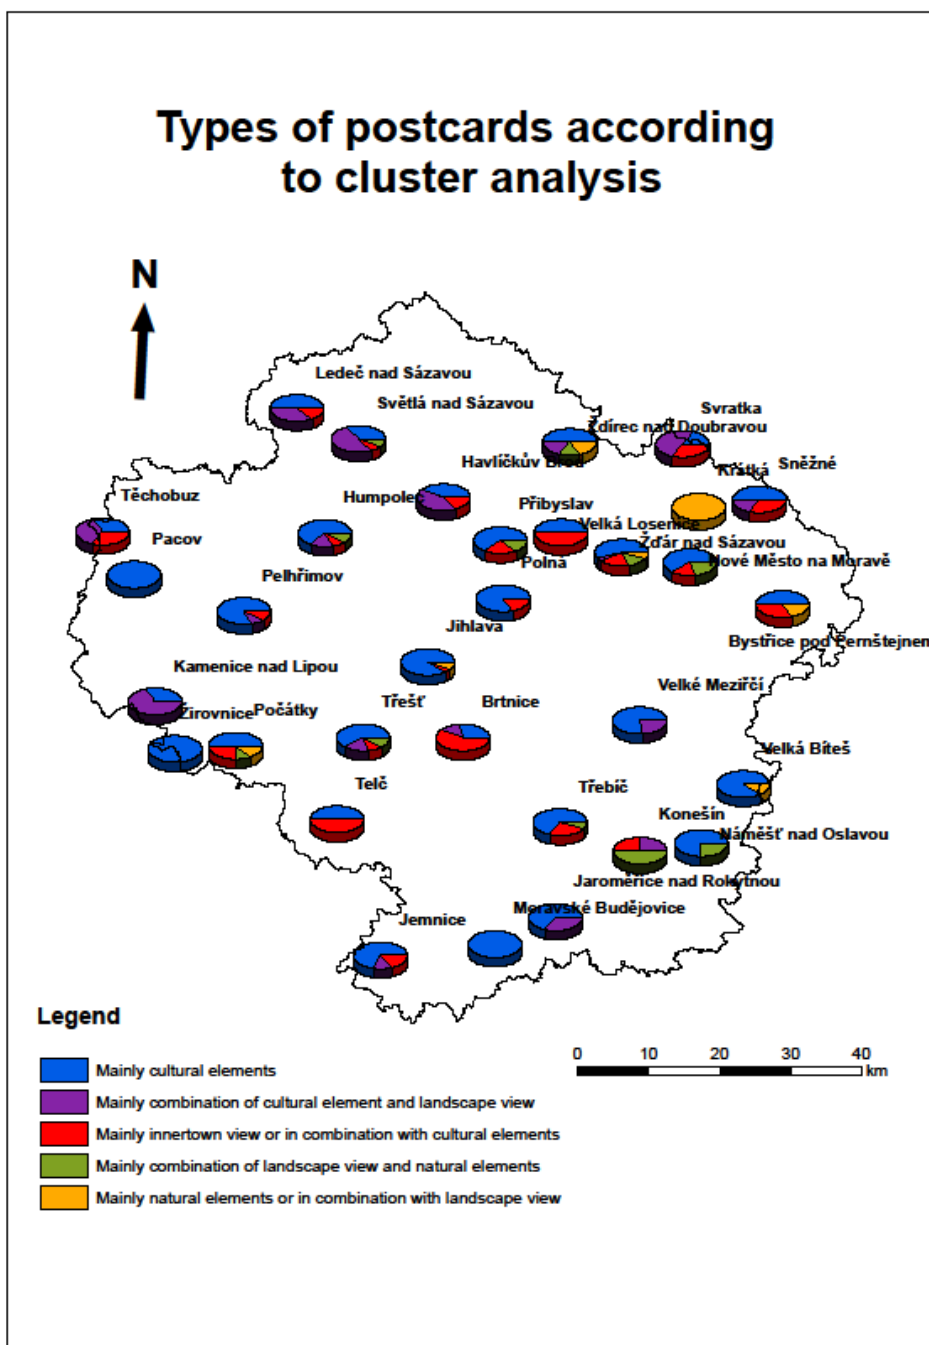 Types of postcards according
to cluster analysis
N
Ledeč nad Sázavou
Světlá nad Sázavou
Svratka
Ždírec nad Doubravou
Havlíčkův Brod
Krátká
Sněžné
Těchobuz
Humpolec
Přibyslav
Velká Losenice
Pacov
Žďár nad Sázavou
Polná
Nové Město na Moravě
Pelhřimov
Jihlava
Bystřice pod Pernštejnem
Kamenice nad Lipou
Velké Meziříčí
Žirovnice
Počátky
Třešť
Brtnice
Velká Bíteš
Telč
Třebíč
Konešín
Náměšť nad Oslavou
Jaroměřice nad Rokytnou
Moravské Budějovice
Jemnice
Legend
0 10 20 30 40
km
Mainly cultural elements
Mainly combination of cultural element and landscape view
Mainly innertown view or in combination with cultural elements
Mainly combination of landscape view and natural elements
Mainly natural elements or in combination with landscape view